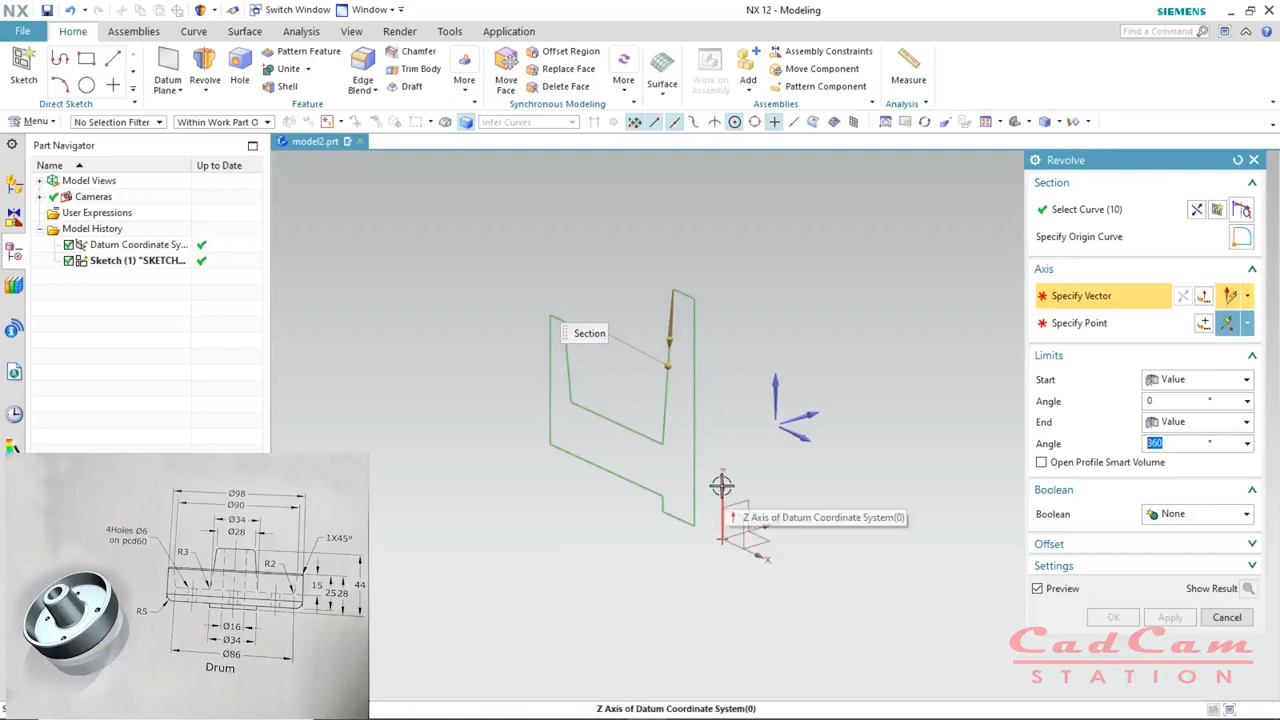 NX
Switch Window
Window
NX 12 - Modeling
SIEMENS
File
Home
Assemblies
Curve
Surface
Analysis
View
Render
Tools
Application
Find a Command
Sketch
Direct Sketch
Datum Plane
Revolve
Hole
Pattern Feature
Unite
Shell
Feature
Edge Blend
Chamfer
Trim Body
Draft
More
Move Face
Offset Region
Replace Face
Delete Face
Synchronous Modeling
More
Surface
Work on Assembly
Add
Assembly Constraints
Move Component
Pattern Component
Assemblies
Measure
Analysis
Menu
No Selection Filter
Within Work Part O
Infer Curves
Part Navigator
model2.prt
Name
Up to Date
Model Views
Cameras
User Expressions
Model History
Datum Coordinate Sy...
Sketch (1) "SKETCH...
Section
Z
Z Axis of Datum Coordinate System(0)
X
Revolve
Section
Select Curve (10)
Specify Origin Curve
Axis
Specify Vector
Specify Point
Limits
Start
Value
Angle
0
°
End
Value
Angle
360
°
Open Profile Smart Volume
Boolean
Boolean
None
Offset
Settings
Preview
Show Result
OK
Apply
Cancel
Ø98
Ø90
Ø34
Ø28
4Holes Ø6
on pcd60
R3
R2
1X45°
15
25
28
44
R5
Ø16
Ø34
Ø86
Drum
CadCam
STATION
Z Axis of Datum Coordinate System(0)